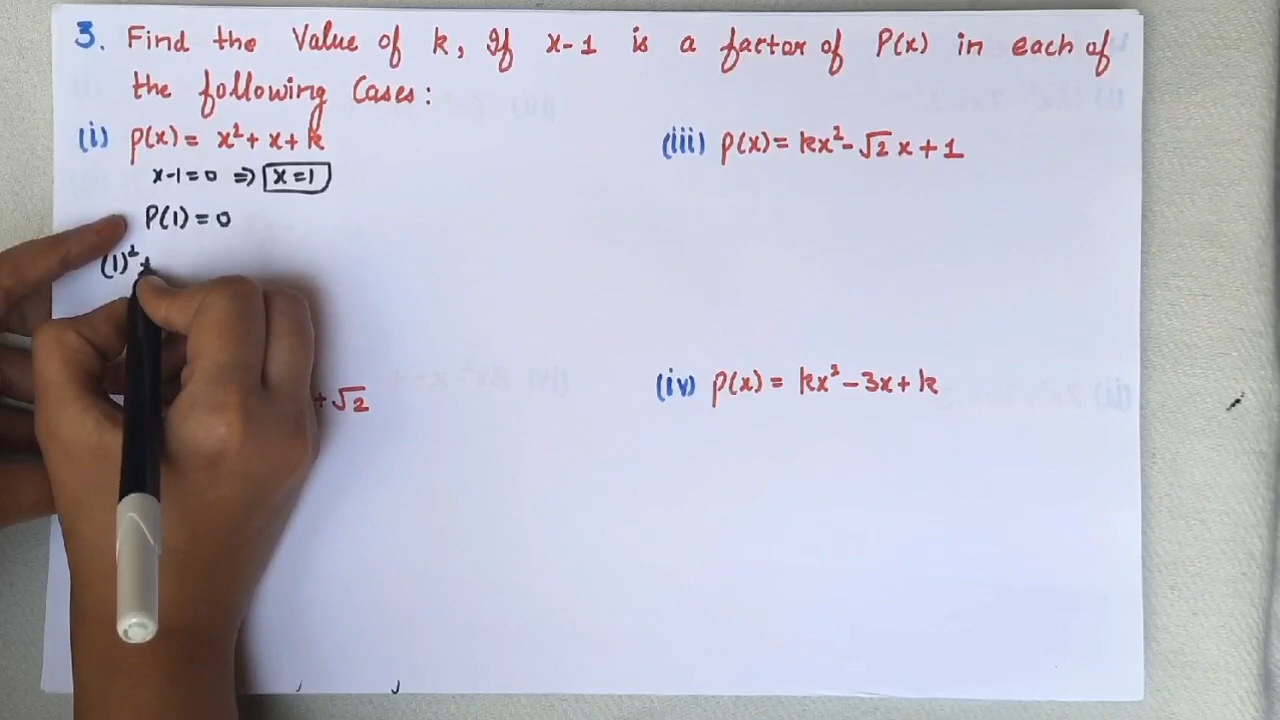 3. Find the Value of k, If x-1 is a factor of P(x) in each of
the following Cases:
(i) p(x) = x² + x + k
x-1 = 0 ⇒ x = 1
P(1) = 0
(1)² +
+ √2
(iii) p(x) = kx² - √2 x + 1
(iv) p(x) = kx² - 3x + k